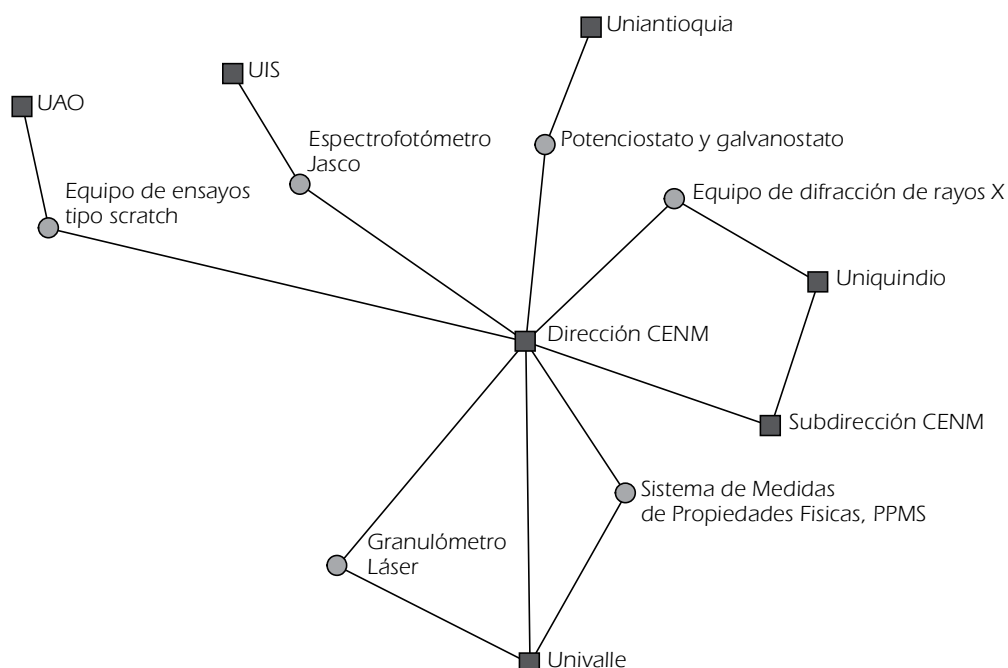 Uniantioquia
UIS
UAO
Espectrofotómetro
Jasco
Potenciostato y galvanostato
Equipo de ensayos
tipo scratch
Equipo de difracción de rayos X
Uniquindio
Dirección CENM
Subdirección CENM
Sistema de Medidas
de Propiedades Fisicas, PPMS
Granulómetro
Láser
Univalle